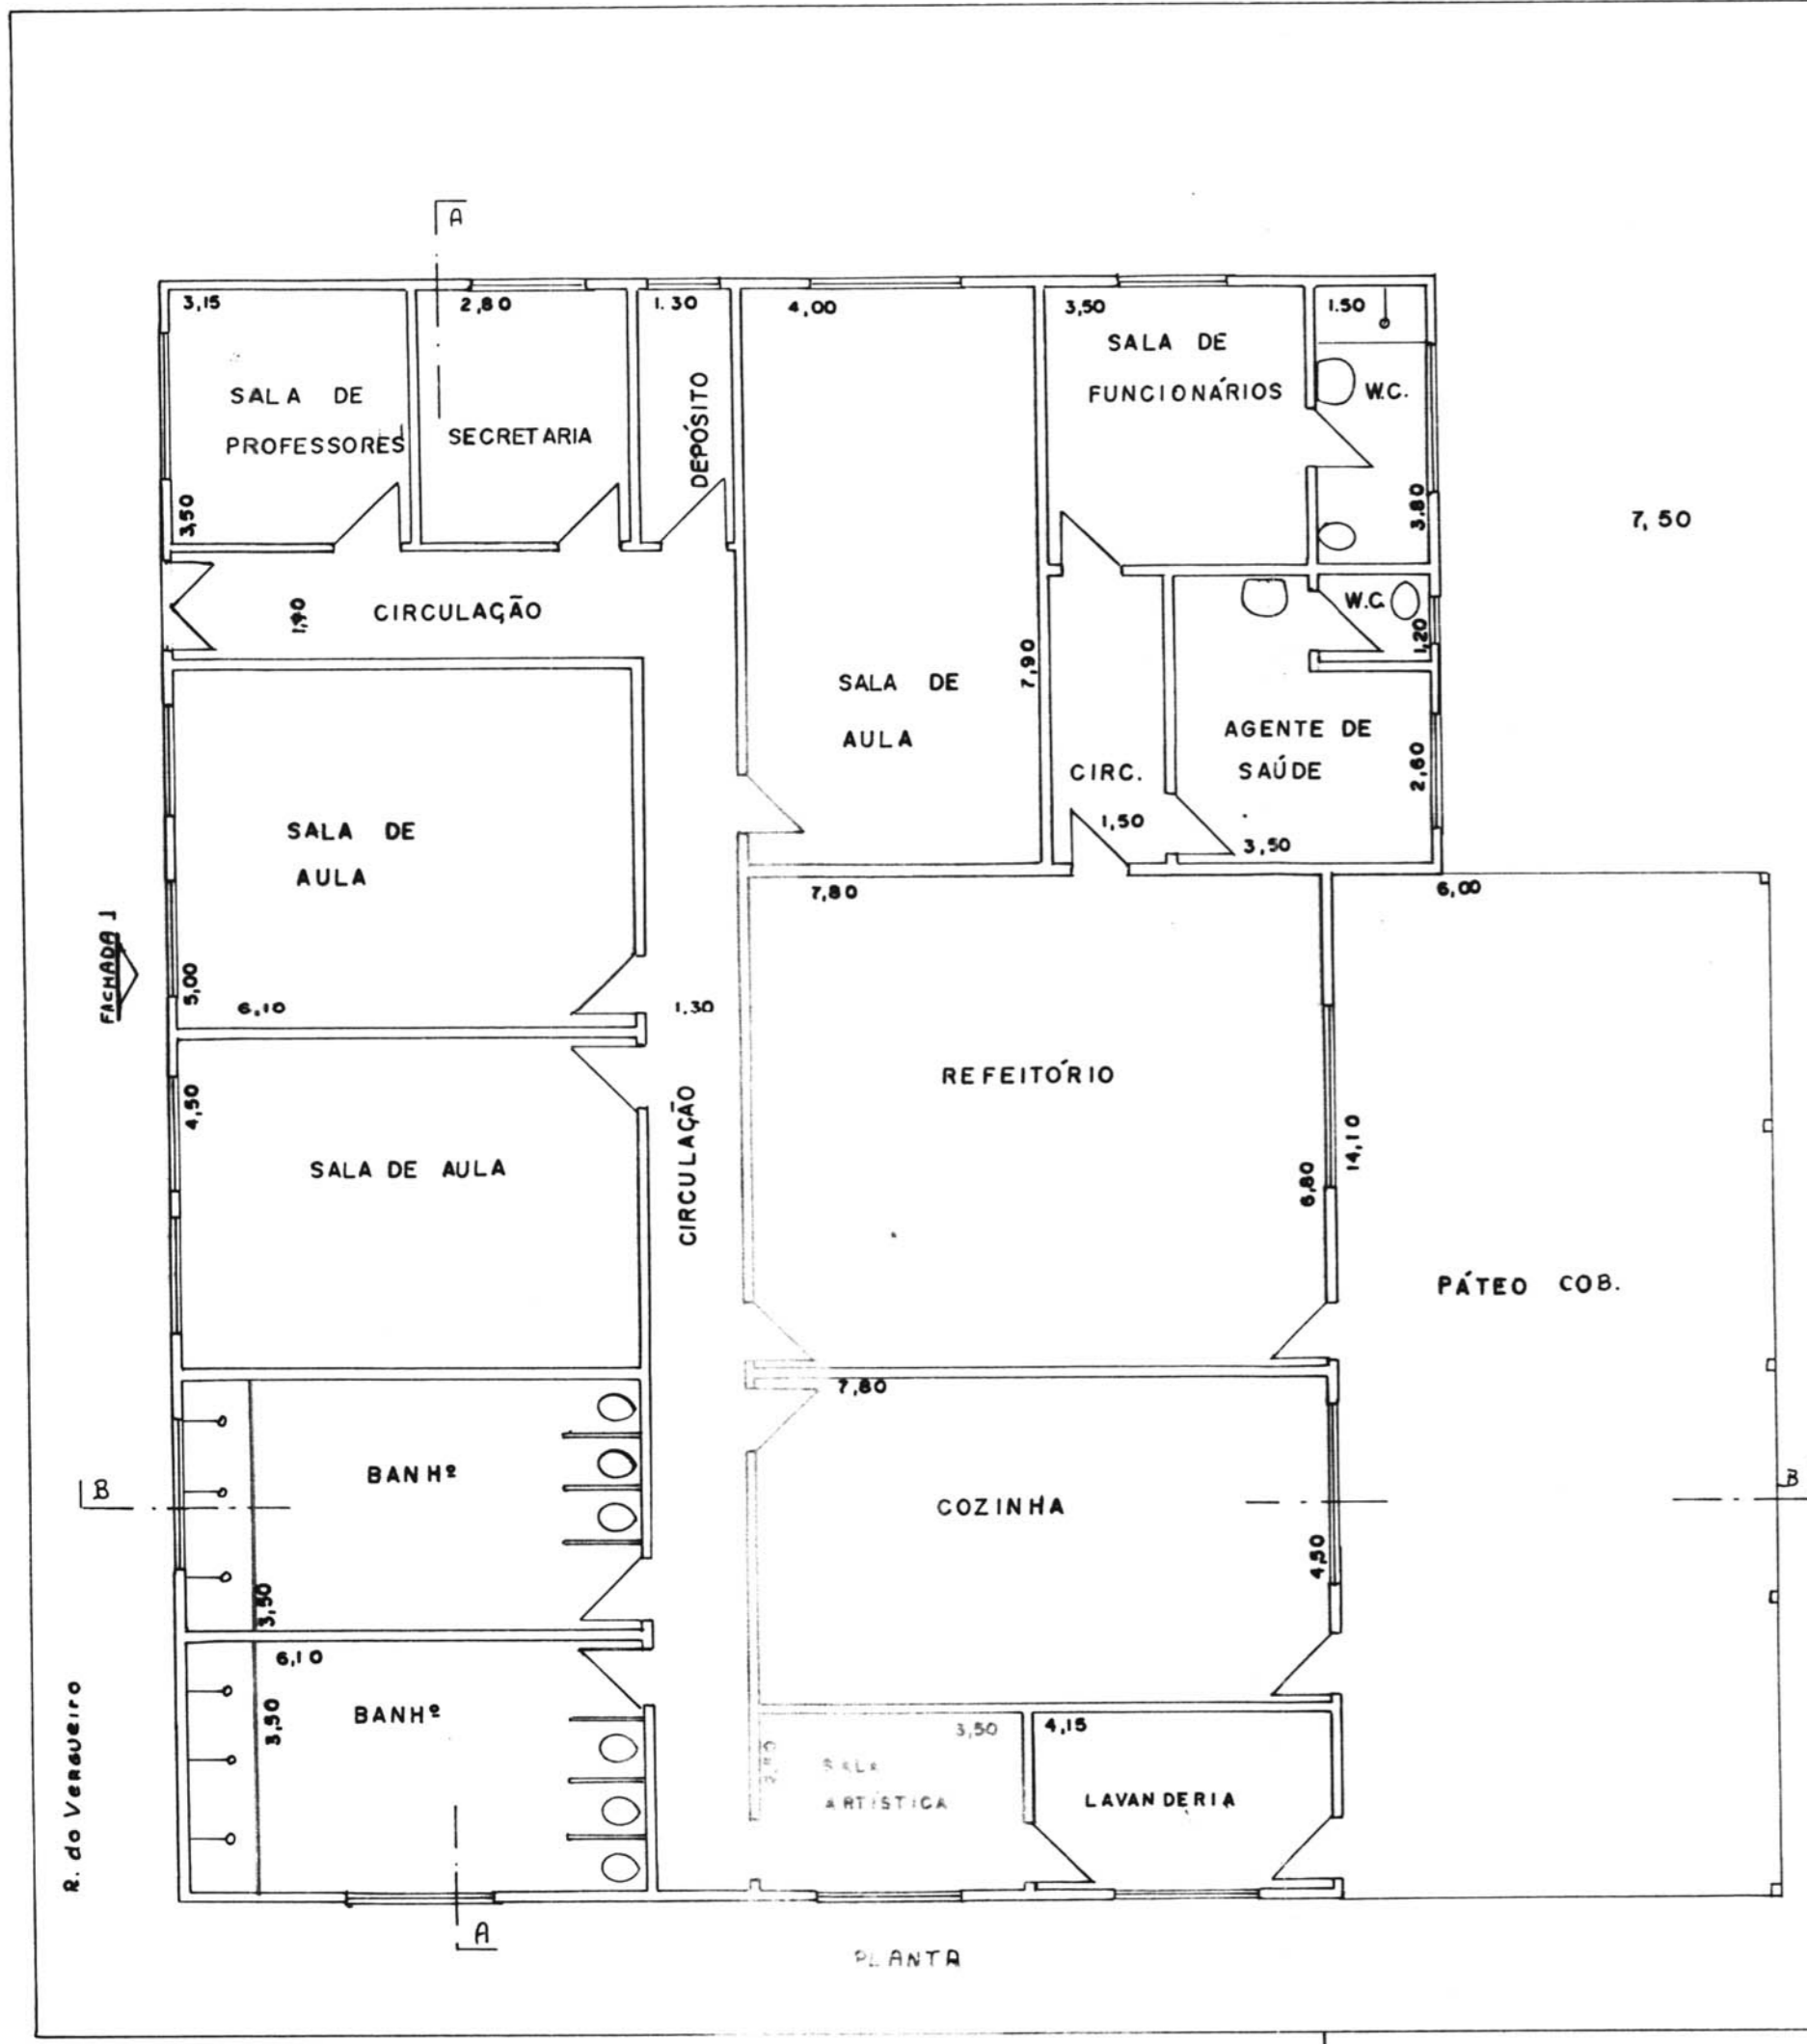 A
3,15
2,80
1.30
4,00
3,50
1.50
SALA DE
FUNCIONÁRIOS
W.C.
SALA DE
PROFESSORES
SECRETARIA
DEPÓSITO
3,50
3.80
7,50
CIRCULAÇÃO
W.C.
1,20
7,90
SALA DE
AULA
AGENTE DE
SAÚDE
CIRC.
1,50
3,50
2,60
SALA DE
AULA
7,80
6,00
FACHADA 1
5,00
6,10
1,30
REFEITÓRIO
4,50
SALA DE AULA
CIRCULAÇÃO
6,80
14,10
PÁTEO COB.
7,80
BANHº
B
COZINHA
B
4,50
3,50
6,10
BANHº
3,50
3,50
4,15
SALA
ARTÍSTICA
LAVANDERIA
R. do Vergueiro
A
PLANTA